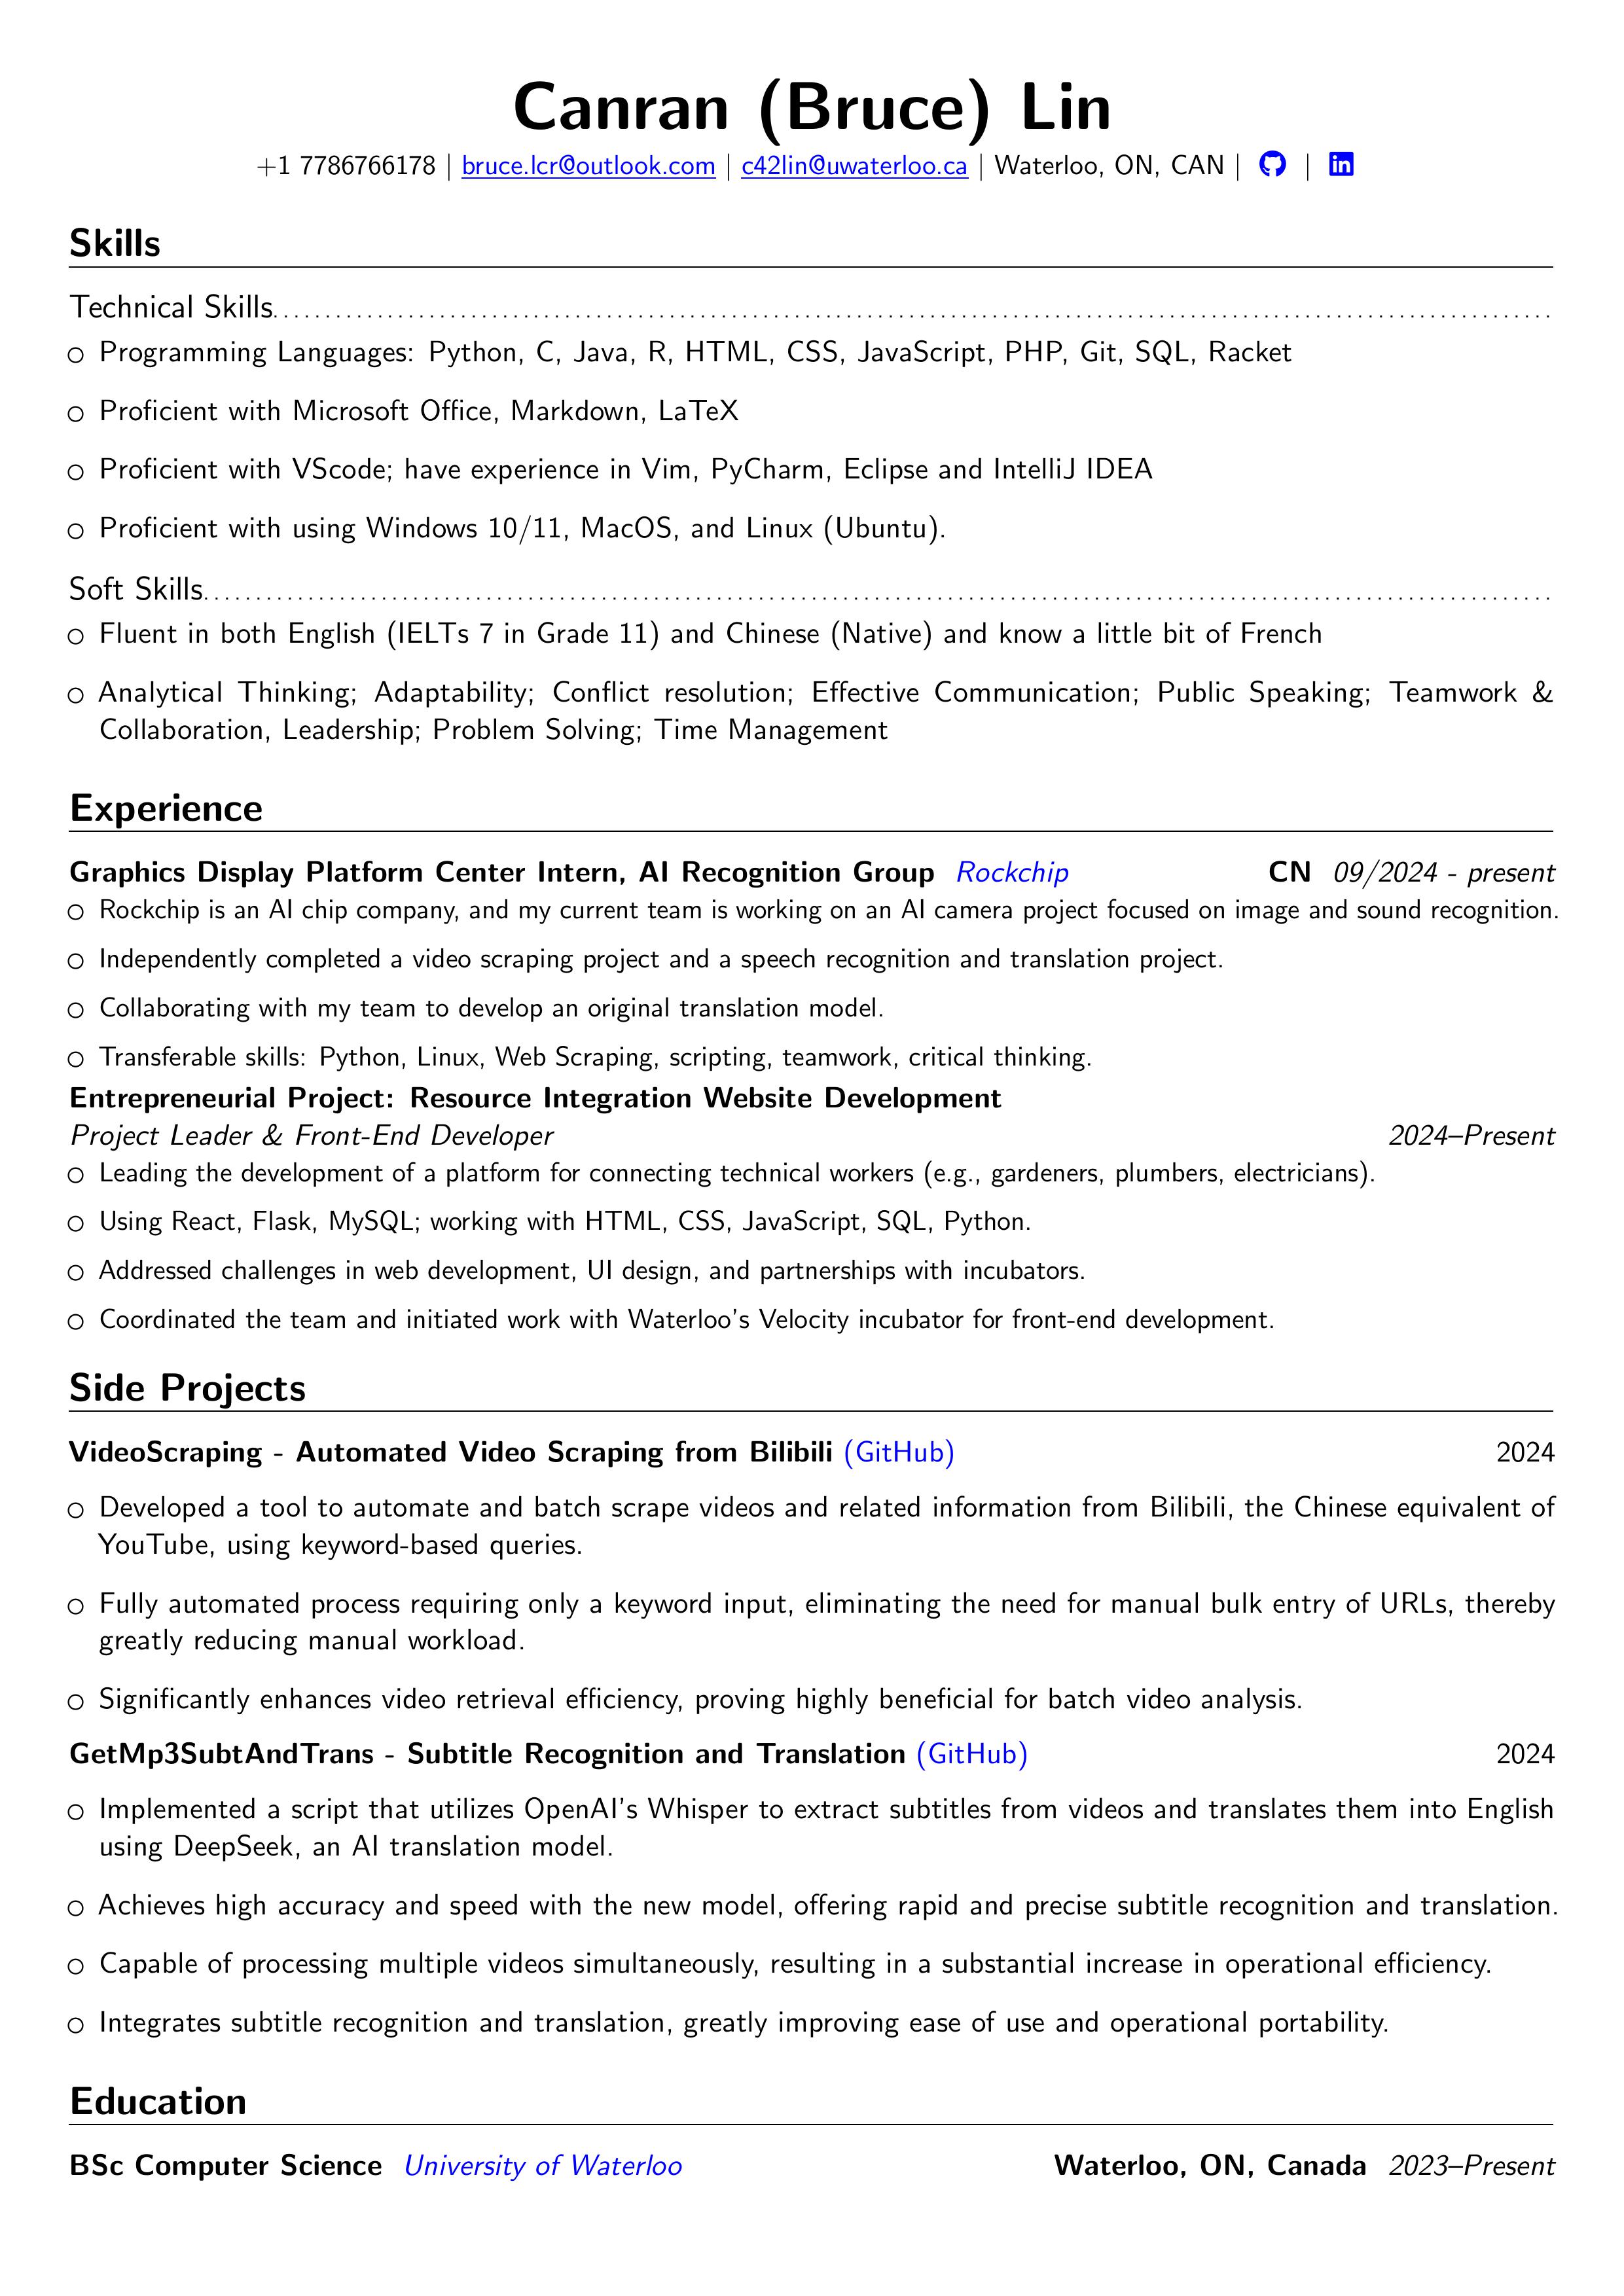 Canran (Bruce) Lin
+1 7786766178 | bruce.lcr@outlook.com | c42lin@uwaterloo.ca | Waterloo, ON, CAN | |
Skills
Technical Skills
Programming Languages: Python, C, Java, R, HTML, CSS, JavaScript, PHP, Git, SQL, Racket
Proficient with Microsoft Office, Markdown, LaTeX
Proficient with VScode; have experience in Vim, PyCharm, Eclipse and IntelliJ IDEA
Proficient with using Windows 10/11, MacOS, and Linux (Ubuntu).
Soft Skills
Fluent in both English (IELTs 7 in Grade 11) and Chinese (Native) and know a little bit of French
Analytical Thinking; Adaptability; Conflict resolution; Effective Communication; Public Speaking; Teamwork &
Collaboration, Leadership; Problem Solving; Time Management
Experience
Graphics Display Platform Center Intern, AI Recognition Group Rockchip CN 09/2024 - present
Rockchip is an AI chip company, and my current team is working on an AI camera project focused on image and sound recognition.
Independently completed a video scraping project and a speech recognition and translation project.
Collaborating with my team to develop an original translation model.
Transferable skills: Python, Linux, Web Scraping, scripting, teamwork, critical thinking.
Entrepreneurial Project: Resource Integration Website Development
Project Leader & Front-End Developer 2024–Present
Leading the development of a platform for connecting technical workers (e.g., gardeners, plumbers, electricians).
Using React, Flask, MySQL; working with HTML, CSS, JavaScript, SQL, Python.
Addressed challenges in web development, UI design, and partnerships with incubators.
Coordinated the team and initiated work with Waterloo's Velocity incubator for front-end development.
Side Projects
VideoScraping - Automated Video Scraping from Bilibili (GitHub) 2024
Developed a tool to automate and batch scrape videos and related information from Bilibili, the Chinese equivalent of
YouTube, using keyword-based queries.
Fully automated process requiring only a keyword input, eliminating the need for manual bulk entry of URLs, thereby
greatly reducing manual workload.
Significantly enhances video retrieval efficiency, proving highly beneficial for batch video analysis.
GetMp3SubtAndTrans - Subtitle Recognition and Translation (GitHub) 2024
Implemented a script that utilizes OpenAI's Whisper to extract subtitles from videos and translates them into English
using DeepSeek, an AI translation model.
Achieves high accuracy and speed with the new model, offering rapid and precise subtitle recognition and translation.
Capable of processing multiple videos simultaneously, resulting in a substantial increase in operational efficiency.
Integrates subtitle recognition and translation, greatly improving ease of use and operational portability.
Education
BSc Computer Science University of Waterloo Waterloo, ON, Canada 2023–Present